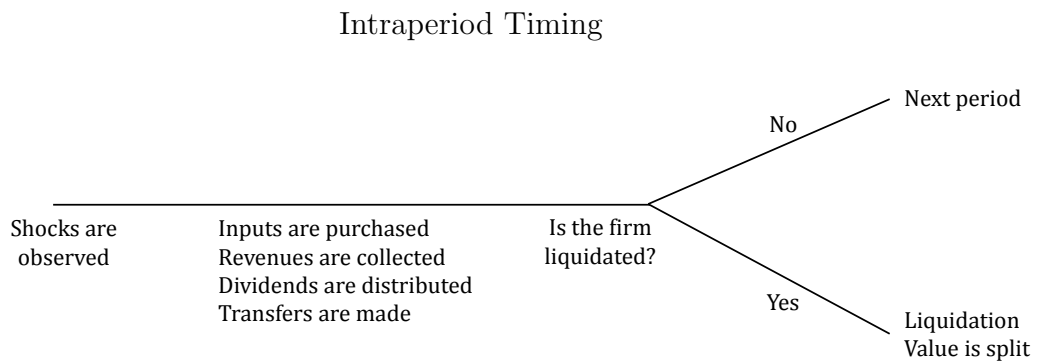 Intraperiod Timing
Next period
No
Shocks are
observed
Inputs are purchased
Revenues are collected
Dividends are distributed
Transfers are made
Is the firm
liquidated?
Yes
Liquidation
Value is split